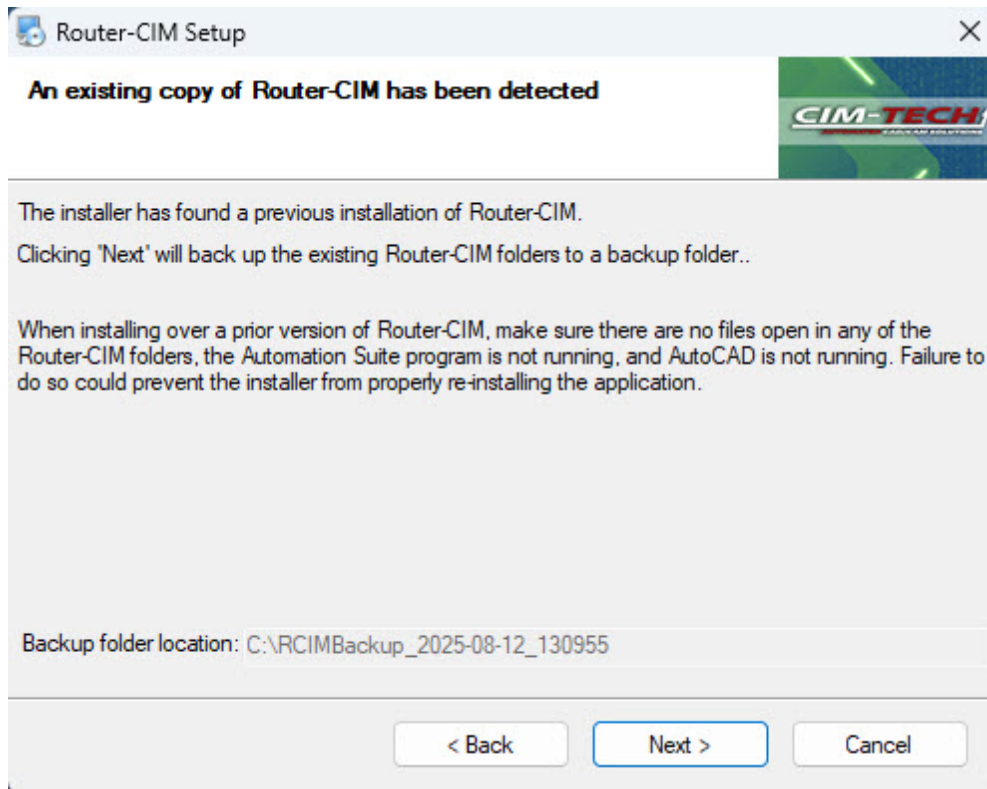 Router-CIM Setup
An existing copy of Router-CIM has been detected
CIM-TECH
The installer has found a previous installation of Router-CIM.
Clicking 'Next' will back up the existing Router-CIM folders to a backup folder..
When installing over a prior version of Router-CIM, make sure there are no files open in any of the
Router-CIM folders, the Automation Suite program is not running, and AutoCAD is not running. Failure to
do so could prevent the installer from properly re-installing the application.
Backup folder location: C:\RCIMBackup_2025-08-12_130955
< Back Next > Cancel